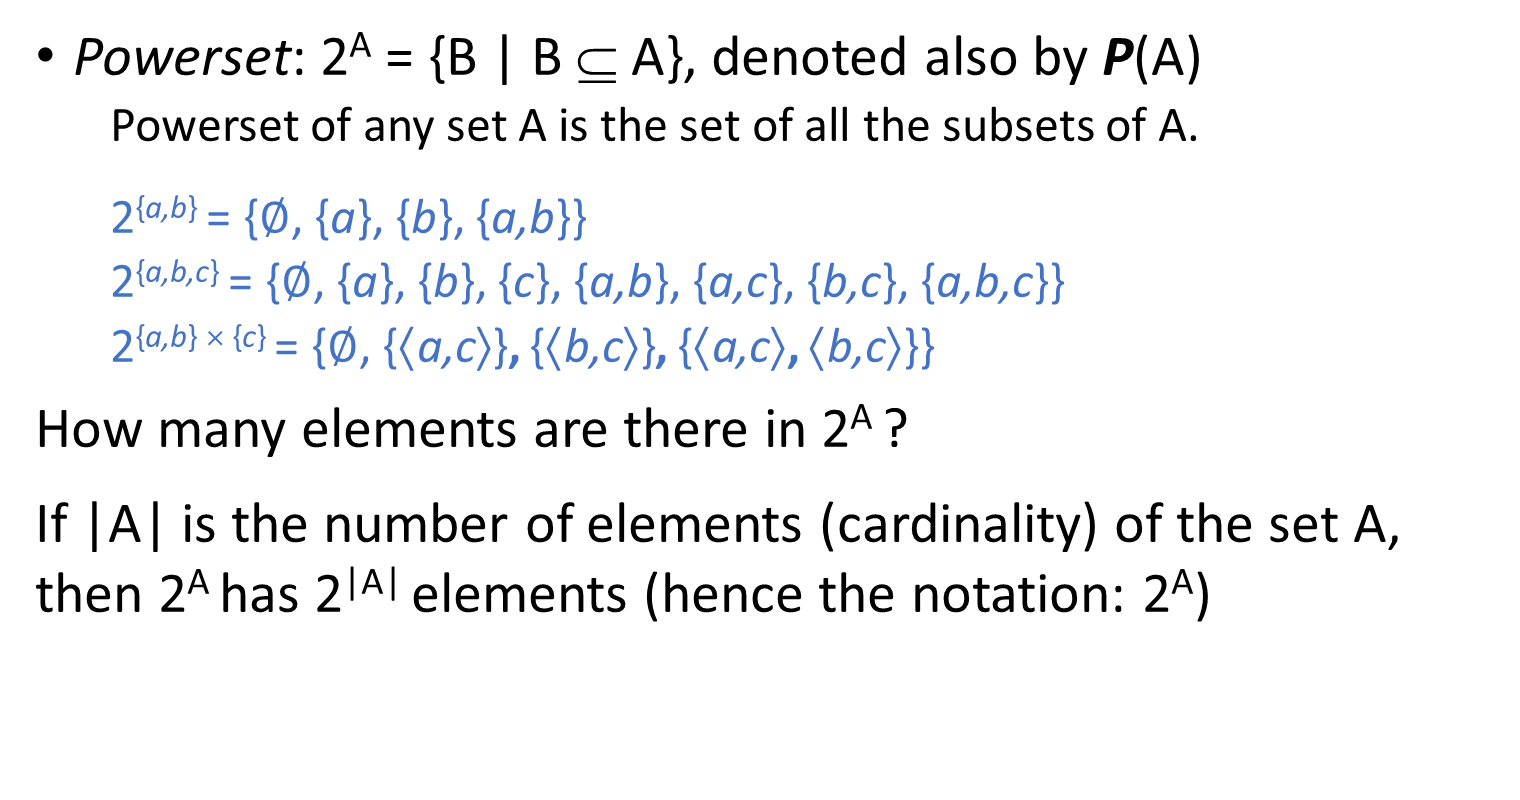 • Powerset: 2^A = {B | B ⊆ A}, denoted also by P(A)
Powerset of any set A is the set of all the subsets of A.
2^{a,b} = {∅, {a}, {b}, {a,b}}
2^{a,b,c} = {∅, {a}, {b}, {c}, {a,b}, {a,c}, {b,c}, {a,b,c}}
2^{a,b} × {c} = {∅, {⟨a,c⟩}, {⟨b,c⟩}, {⟨a,c⟩, ⟨b,c⟩}}
How many elements are there in 2^A ?
If |A| is the number of elements (cardinality) of the set A,
then 2^A has 2^|A| elements (hence the notation: 2^A)